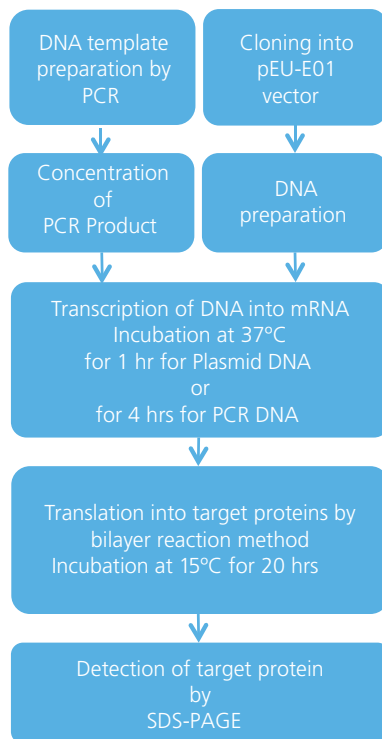 DNA template
preparation by
PCR
Cloning into
pEU-E01
vector
Concentration
of
PCR Product
DNA
preparation
Transcription of DNA into mRNA
Incubation at 37ºC
for 1 hr for Plasmid DNA
or
for 4 hrs for PCR DNA
Translation into target proteins by
bilayer reaction method
Incubation at 15ºC for 20 hrs
Detection of target protein
by
SDS-PAGE